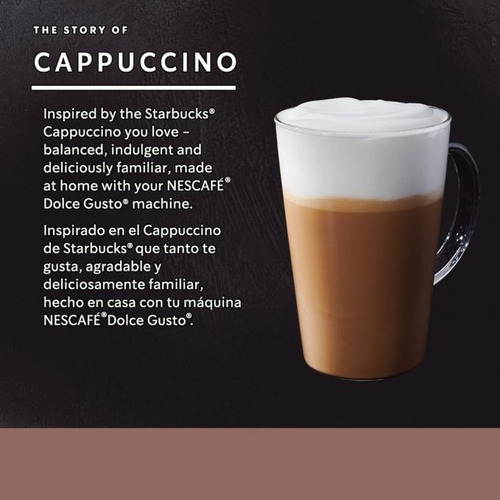 THE STORY OF
CAPPUCCINO
Inspired by the Starbucks®
Cappuccino you love –
balanced, indulgent and
deliciously familiar, made
at home with your NESCAFÉ®
Dolce Gusto® machine.
Inspirado en el Cappuccino
de Starbucks® que tanto te
gusta, agradable y
deliciosamente familiar,
hecho en casa con tu máquina
NESCAFÉ®Dolce Gusto®.